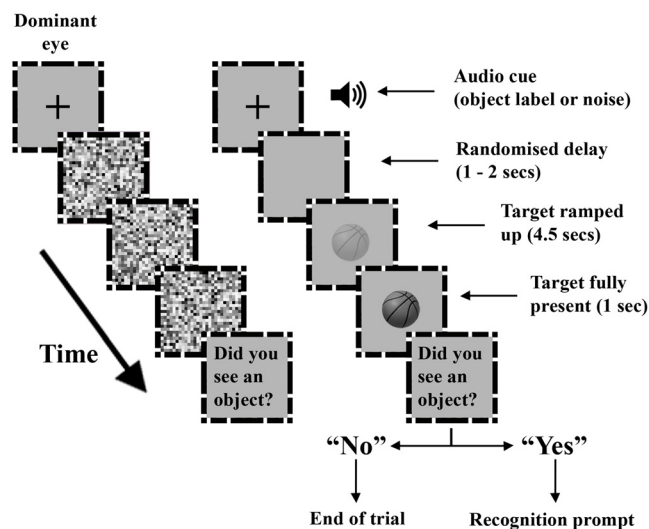 Dominant
eye
Audio cue
(object label or noise)
Randomised delay
(1 - 2 secs)
Target ramped
up (4.5 secs)
Target fully
present (1 sec)
Time
Did you
see an
object?
Did you
see an
object?
“No”
“Yes”
End of trial
Recognition prompt